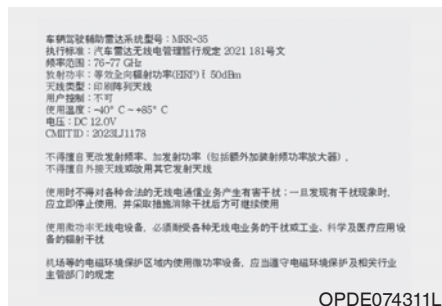 车辆驾驶辅助雷达系统型号：MRR-35
执行标准：汽车雷达无线电管理暂行规定 2021 181号文
频率范围：76-77 GHz
放射功率：等效全向辐射功率(EIRP) 50dBm
天线类型：印刷阵列天线
用户控制：不可
使用温度：-40° C ~ +85° C
电压：DC 12.0V
CMIITID：2023LJ1178
不得擅自更改发射频率、加发射功率（包括额外加装射频功率放大器），
不得擅自外接天线或改用其它发射天线
使用时不得对各种合法的无线电通信业务产生有害干扰；一旦发现有干扰现象时，
应立即停止使用，并采取措施消除干扰后方可继续使用
使用微功率无线电设备，必须耐受各种无线电业务的干扰或工业、科学及医疗应用设
备的辐射干扰
机场等的电磁环境保护区域内使用微功率设备，应当遵守电磁环境保护及相关行业
主管部门的规定
OPDE074311L